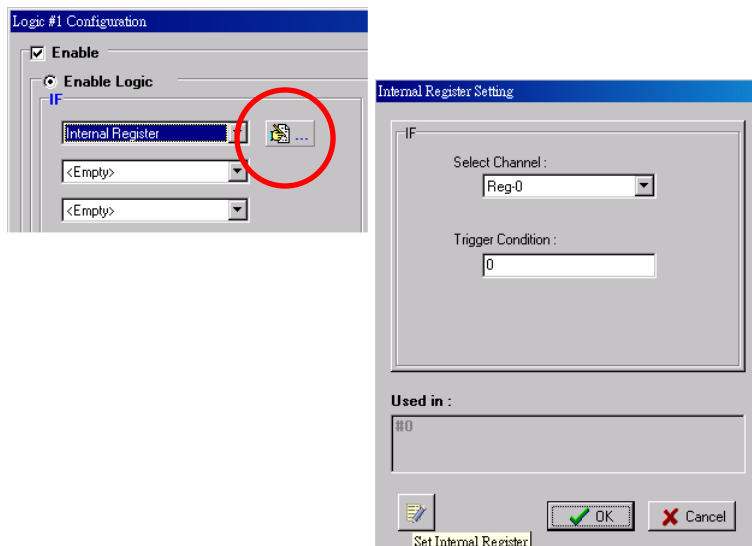 Logic #1 Configuration
Enable
Enable Logic
IF
Internal Register
...
<Empty>
<Empty>
Internal Register Setting
IF
Select Channel :
Reg-0
Trigger Condition :
0
Used in :
#0
OK
Cancel
Set Internal Register